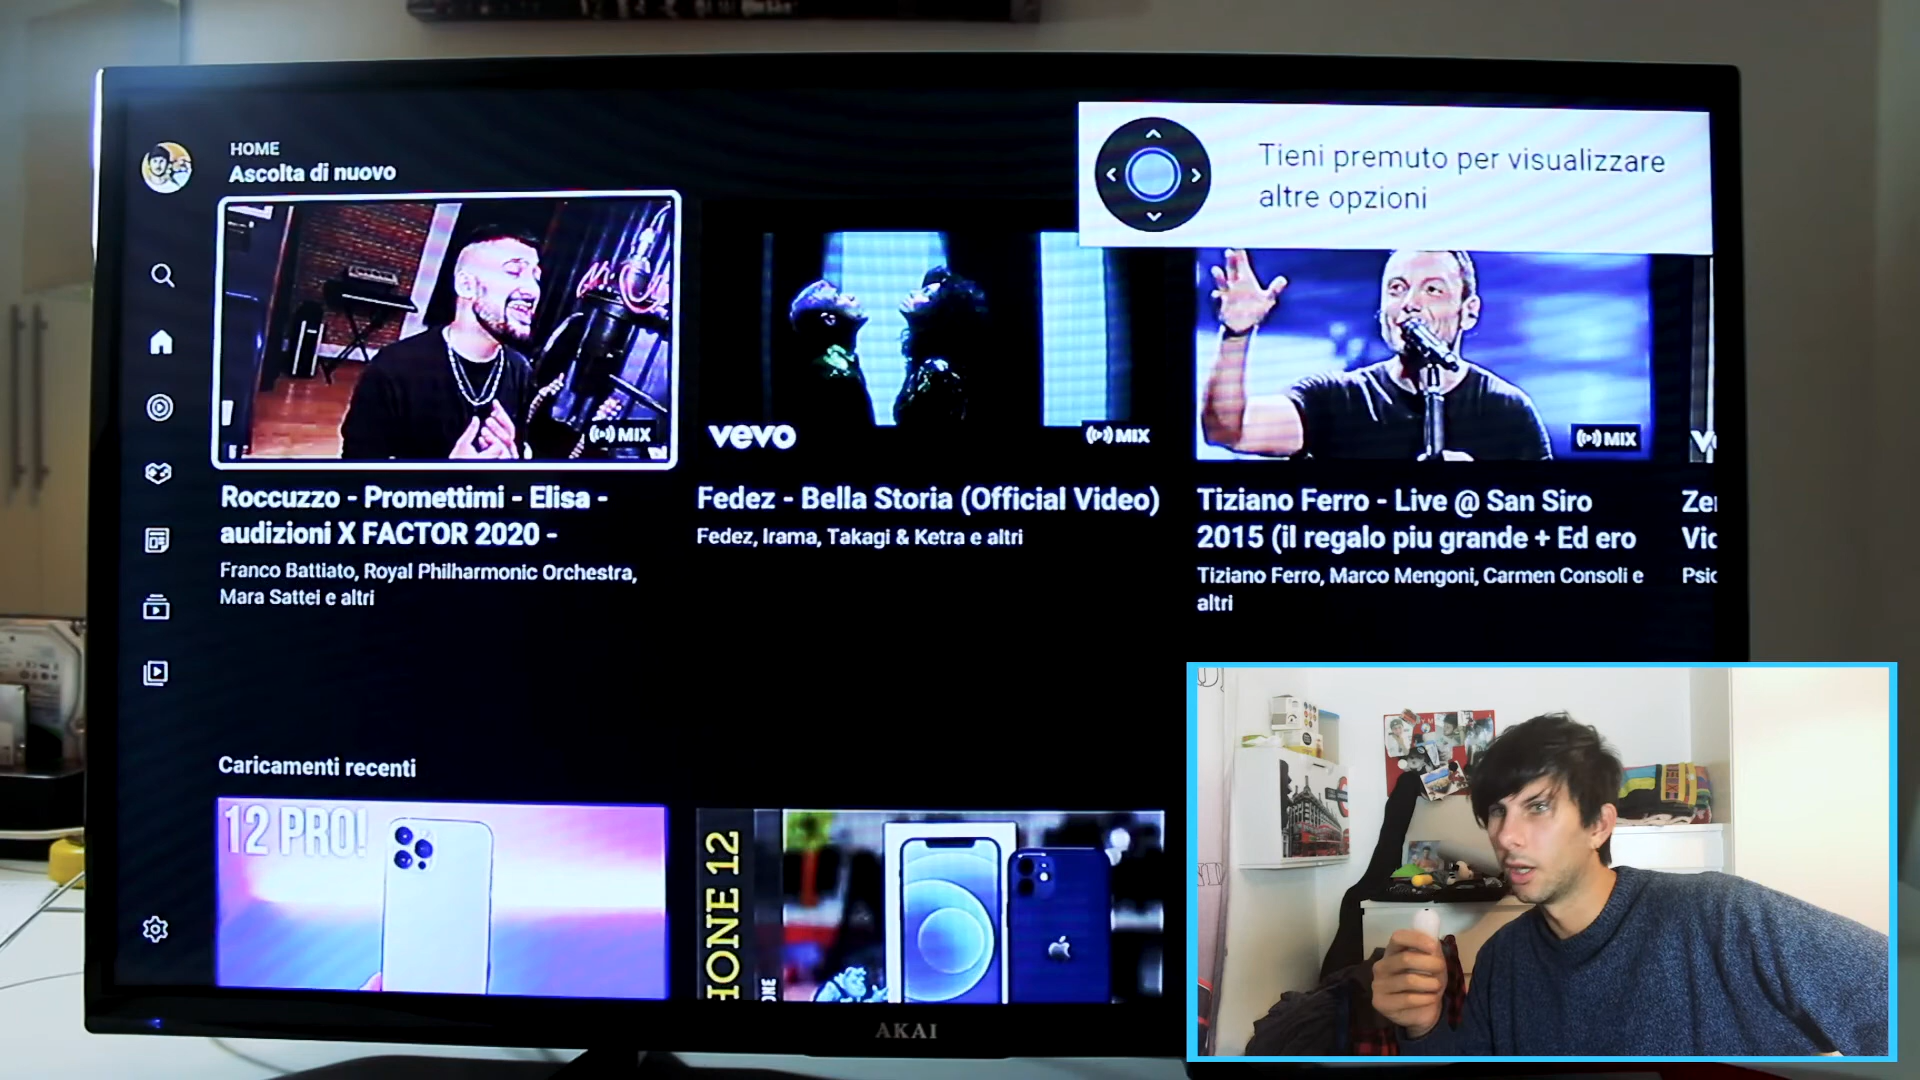 HOME
Ascolta di nuovo
Tieni premuto per visualizzare
altre opzioni
MIX
vevo
MIX
MIX
Roccuzzo - Promettimi - Elisa -
audizioni X FACTOR 2020 -
Franco Battiato, Royal Philharmonic Orchestra,
Mara Sattei e altri
Fedez - Bella Storia (Official Video)
Fedez, Irama, Takagi & Ketra e altri
Tiziano Ferro - Live @ San Siro
2015 (il regalo piu grande + Ed ero
Tiziano Ferro, Marco Mengoni, Carmen Consoli e
altri
Caricamenti recenti
12 PRO!
HONE 12
AKAI